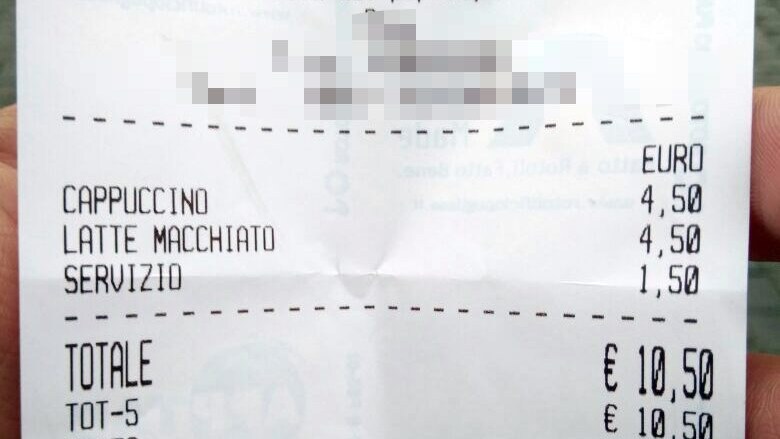 EURO
CAPPUCCINO 4,50
LATTE MACCHIATO 4,50
SERVIZIO 1,50
TOTALE € 10,50
TOT-5 € 10,50